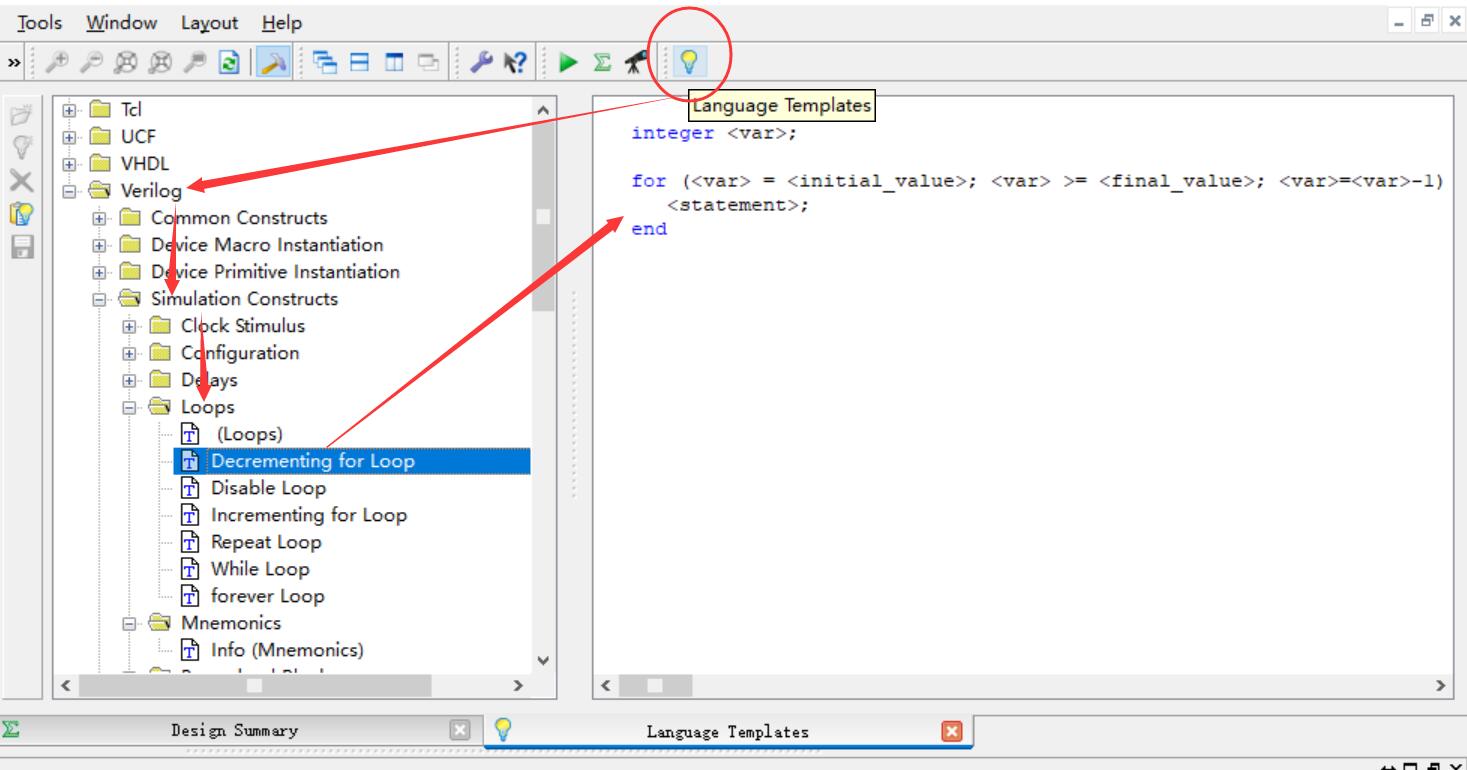 Tools Window Layout Help
»
Language Templates
Tcl
UCF
VHDL
Verilog
Common Constructs
Device Macro Instantiation
Device Primitive Instantiation
Simulation Constructs
Clock Stimulus
Configuration
Delays
Loops
(Loops)
Decrementing for Loop
Disable Loop
Incrementing for Loop
Repeat Loop
While Loop
forever Loop
Mnemonics
Info (Mnemonics)
integer <var>;
for (<var> = <initial_value>; <var> >= <final_value>; <var>=<var>-1)
<statement>;
end
Design Summary
Language Templates